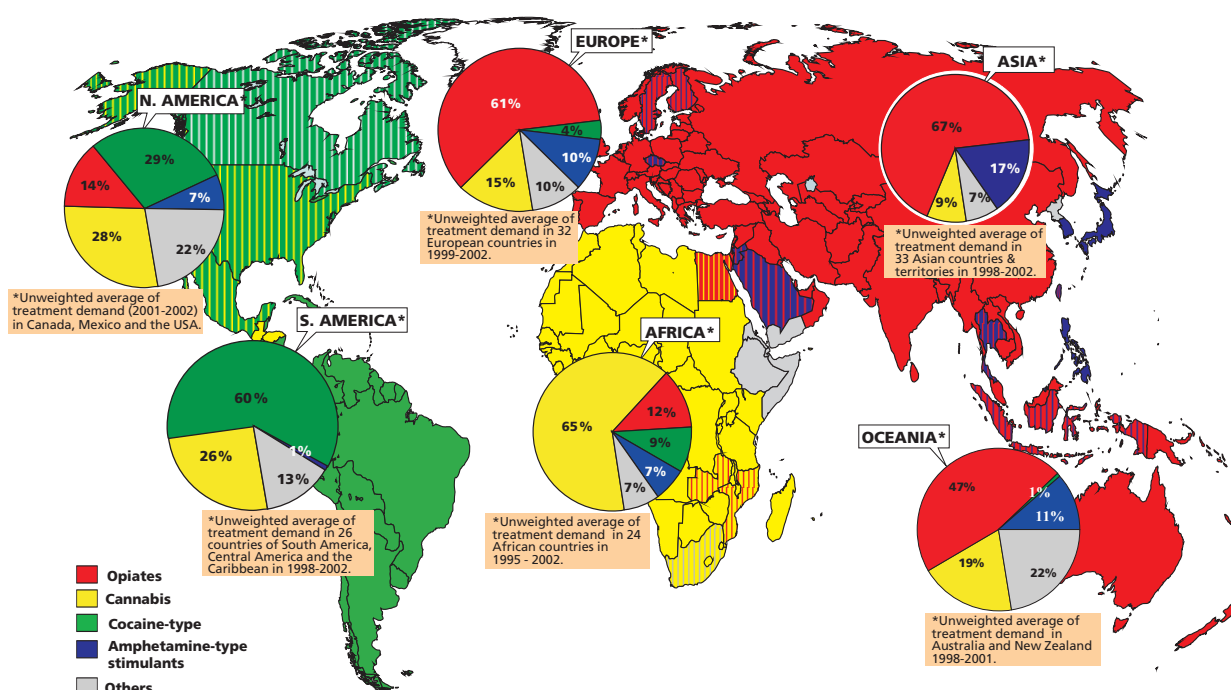 EUROPE*
61%
4%
10%
15%
10%
*Unweighted average of
treatment demand in 32
European countries in
1999-2002.
ASIA*
67%
17%
9%
7%
*Unweighted average of
treatment demand in
33 Asian countries &
territories in 1998-2002.
N. AMERICA*
29%
14%
7%
28%
22%
*Unweighted average of
treatment demand (2001-2002)
in Canada, Mexico and the USA.
S. AMERICA*
60%
1%
26%
13%
*Unweighted average of
treatment demand in 26
countries of South America,
Central America and the
Caribbean in 1998-2002.
AFRICA*
65%
12%
9%
7%
7%
*Unweighted average of
treatment demand in 24
African countries in
1995 - 2002.
OCEANIA*
47%
1%
11%
19%
22%
*Unweighted average of
treatment demand in
Australia and New Zealand
1998-2001.
Opiates
Cannabis
Cocaine-type
Amphetamine-type
stimulants
Others